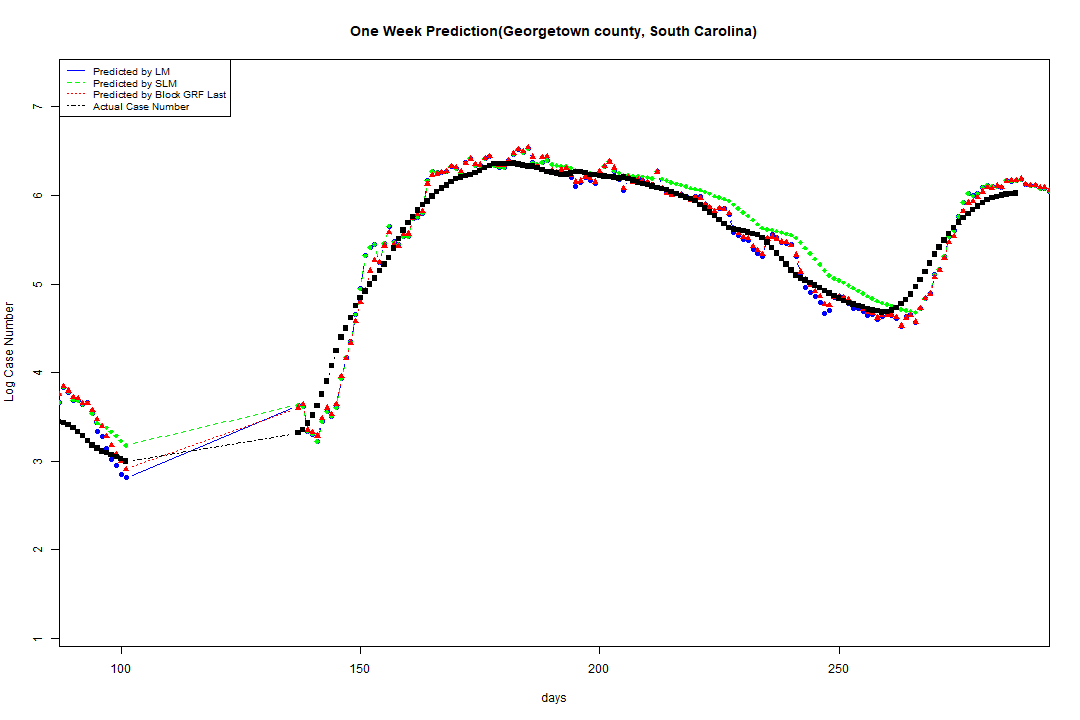 One Week Prediction(Georgetown county, South Carolina)
Predicted by LM
Predicted by SLM
Predicted by Block GRF Last
Actual Case Number
7
6
5
4
3
2
1
Log Case Number
100 150 200 250
days